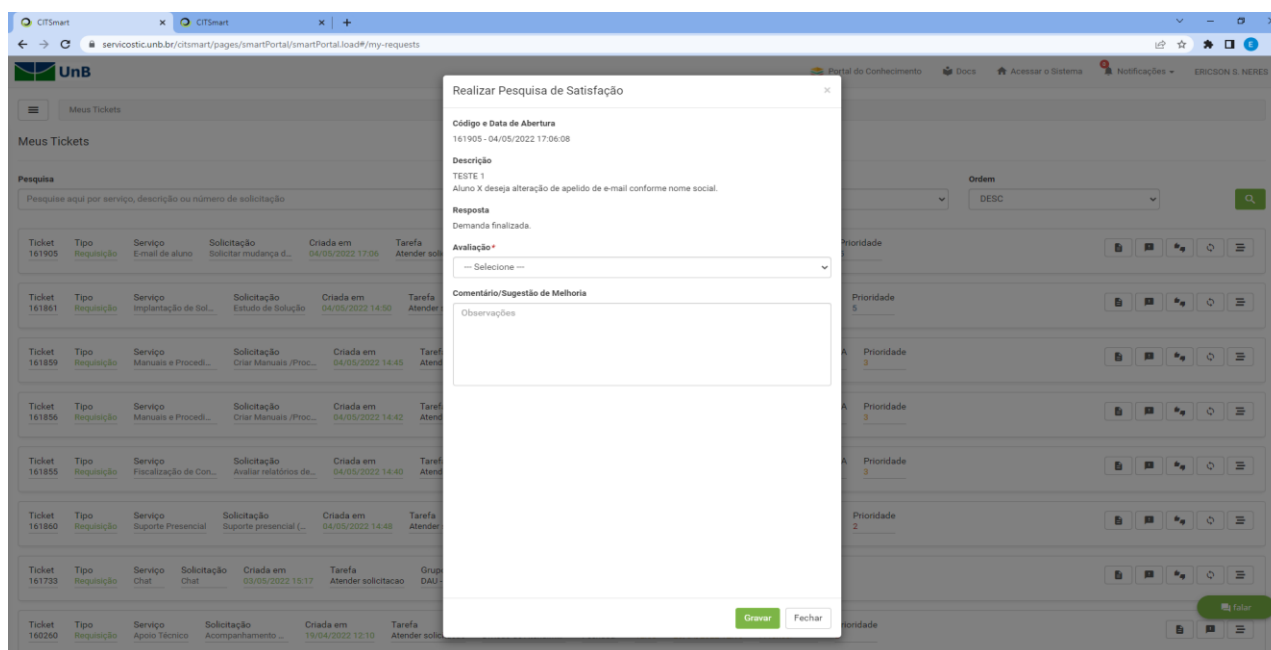 CITSmart
CITSmart
servicostic.unb.br/citsmart/pages/smartPortal/smartPortal.load#/my-requests
E
UnB
Portal do Conhecimento Docs Acessar o Sistema Notificações ERICSON S. NERES
Meus Tickets
Meus Tickets
Pesquisa
Pesquise aqui por serviço, descrição ou número de solicitação
Ordem
DESC
Realizar Pesquisa de Satisfação ×
Código e Data de Abertura
161905 - 04/05/2022 17:06:08
Descrição
TESTE 1
Aluno X deseja alteração de apelido de e-mail conforme nome social.
Resposta
Demanda finalizada.
Avaliação*
--- Selecione ---
Comentário/Sugestão de Melhoria
Observações
Gravar Fechar
Ticket Tipo Serviço Solicitação Criada em Tarefa Prioridade
161905 Requisição E-mail de aluno Solicitar mudança d... 04/05/2022 17:06 Atender
Ticket Tipo Serviço Solicitação Criada em Tarefa Prioridade
161861 Requisição Implantação de Sol... Estudo de Solução 04/05/2022 14:50 Atender 5
Ticket Tipo Serviço Solicitação Criada em Prioridade
161859 Requisição Manuais e Procedi... Criar Manuais /Proc... 04/05/2022 14:45 3
Ticket Tipo Serviço Solicitação Criada em Prioridade
161856 Requisição Manuais e Procedi... Criar Manuais /Proc... 04/05/2022 14:42 3
Ticket Tipo Serviço Solicitação Criada em Prioridade
161855 Requisição Fiscalização de Con... Avaliar relatórios de... 04/05/2022 14:40 3
Ticket Tipo Serviço Solicitação Criada em Tarefa Prioridade
161860 Requisição Suporte Presencial Suporte presencial (... 04/05/2022 14:48 Atender 2
Ticket Tipo Serviço Solicitação Criada em Tarefa
161733 Requisição Chat Chat 03/05/2022 15:17 Atender solicitacao DAU -
falar
Ticket Tipo Serviço Solicitação Criada em Tarefa
160260 Requisição Apoio Técnico Acompanhamento ... 19/04/2022 12:10 Atender